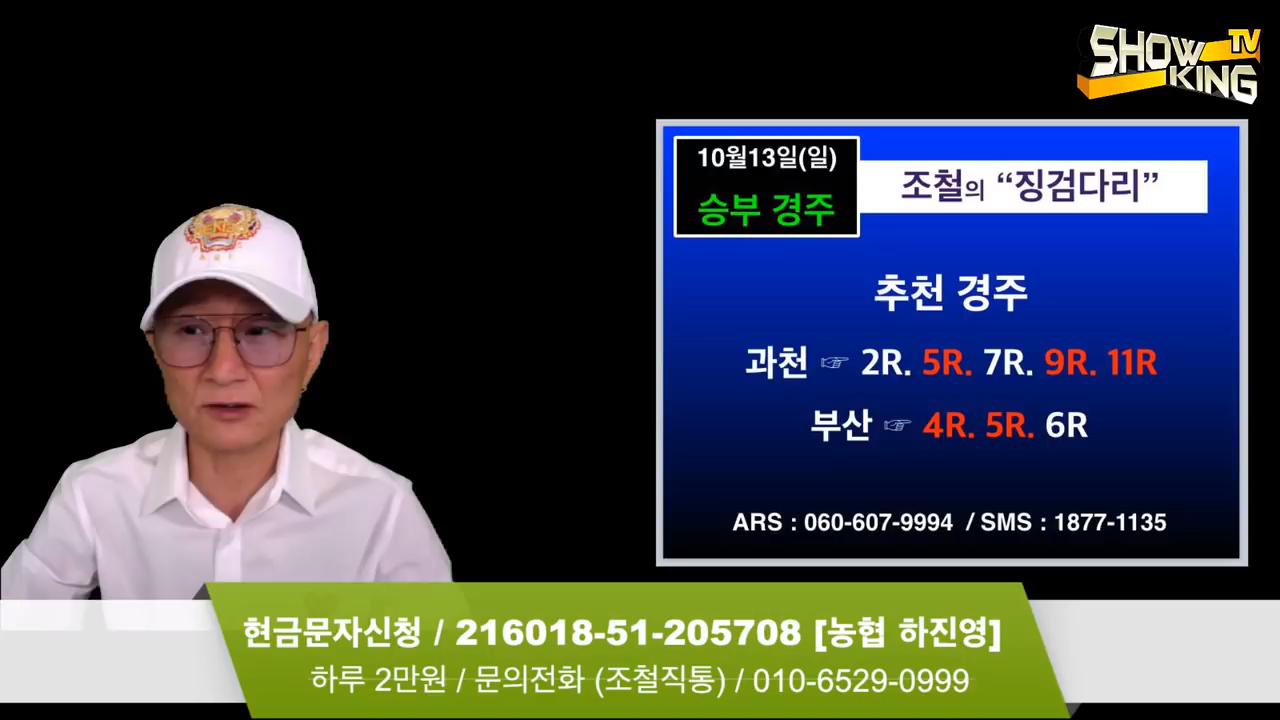 SHOW TV
KING
10월13일(일)
승부 경주
조철의 “징검다리”
추천 경주
과천 ☞ 2R. 5R. 7R. 9R. 11R
부산 ☞ 4R. 5R. 6R
ARS : 060-607-9994 / SMS : 1877-1135
현금문자신청 / 216018-51-205708 [농협 하진영]
하루 2만원 / 문의전화 (조철직통) / 010-6529-0999